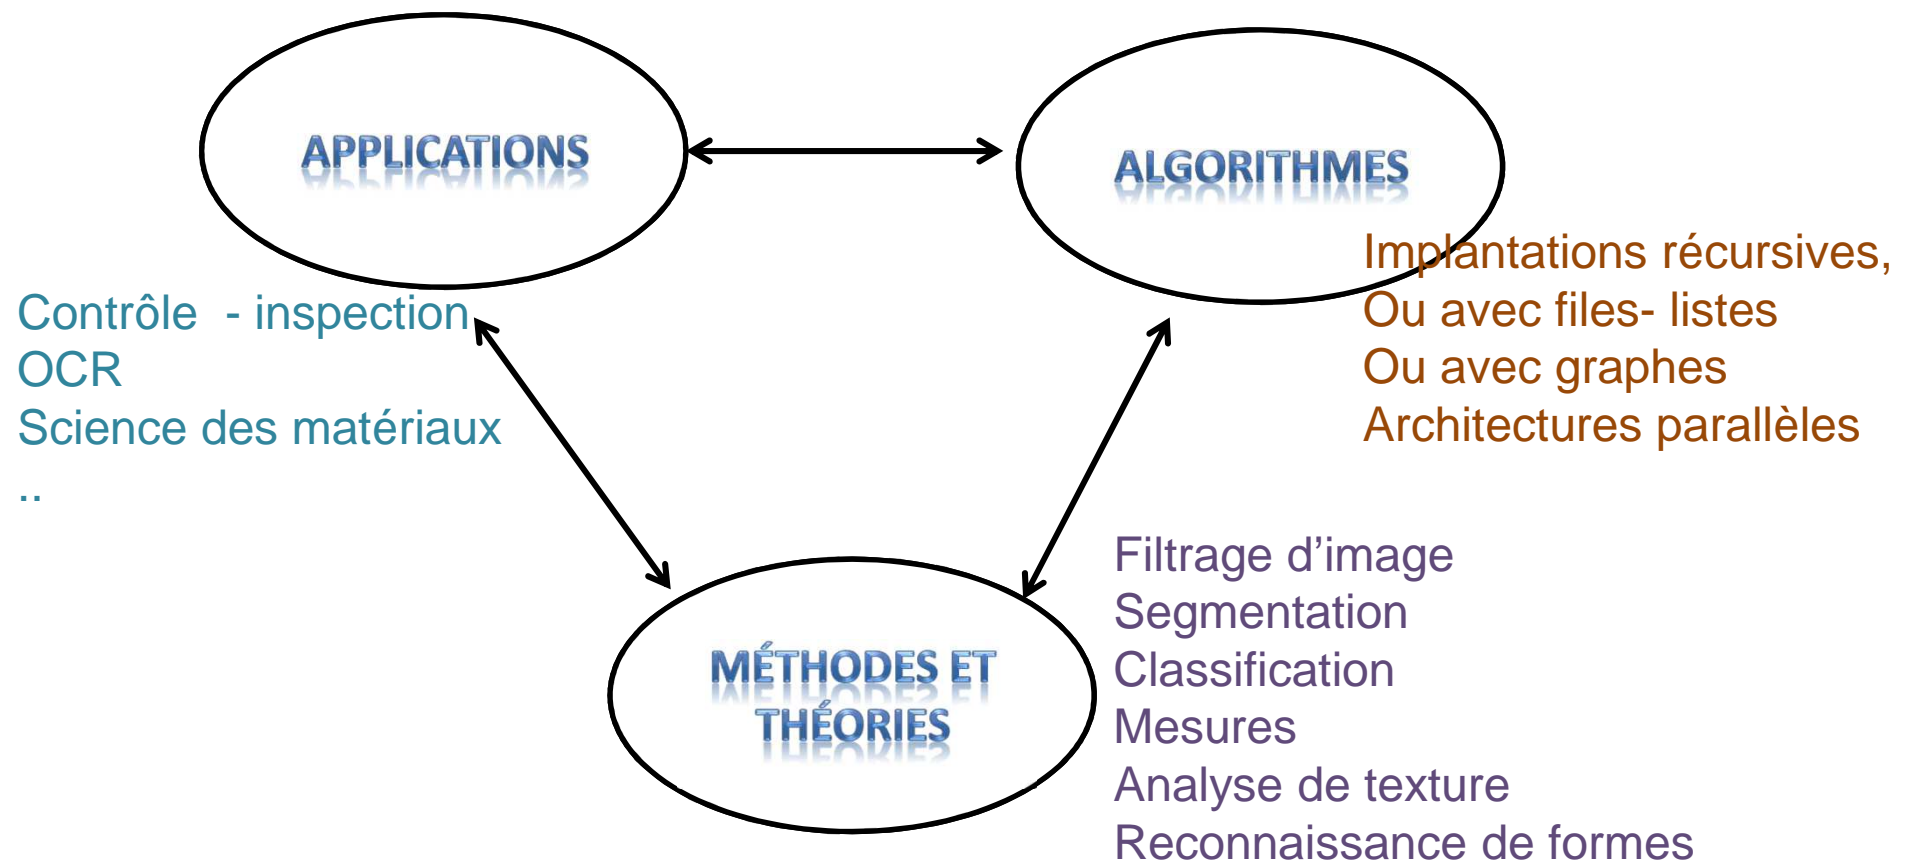 APPLICATIONS
ALGORITHMES
Implantations récursives,
Ou avec files- listes
Ou avec graphes
Architectures parallèles
Contrôle - inspection
OCR
Science des matériaux
..
MÉTHODES ET
THÉORIES
Filtrage d’image
Segmentation
Classification
Mesures
Analyse de texture
Reconnaissance de formes